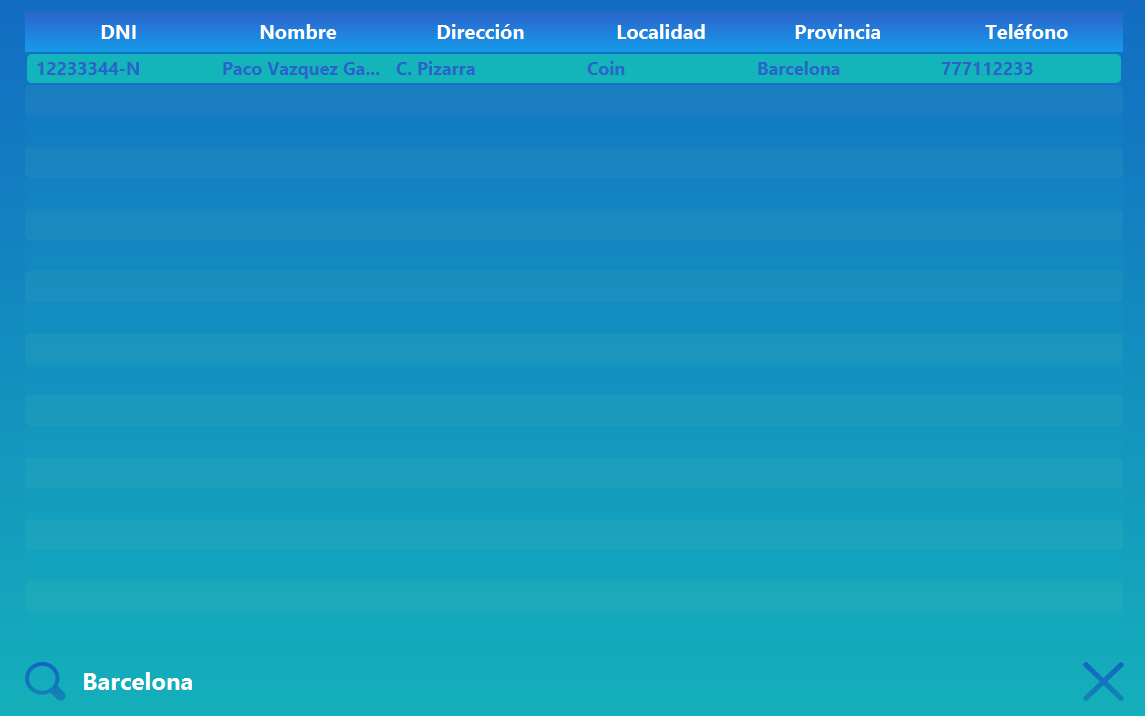 DNI Nombre Dirección Localidad Provincia Teléfono
12233344-N Paco Vazquez Ga... C. Pizarra Coin Barcelona 777112233
Barcelona